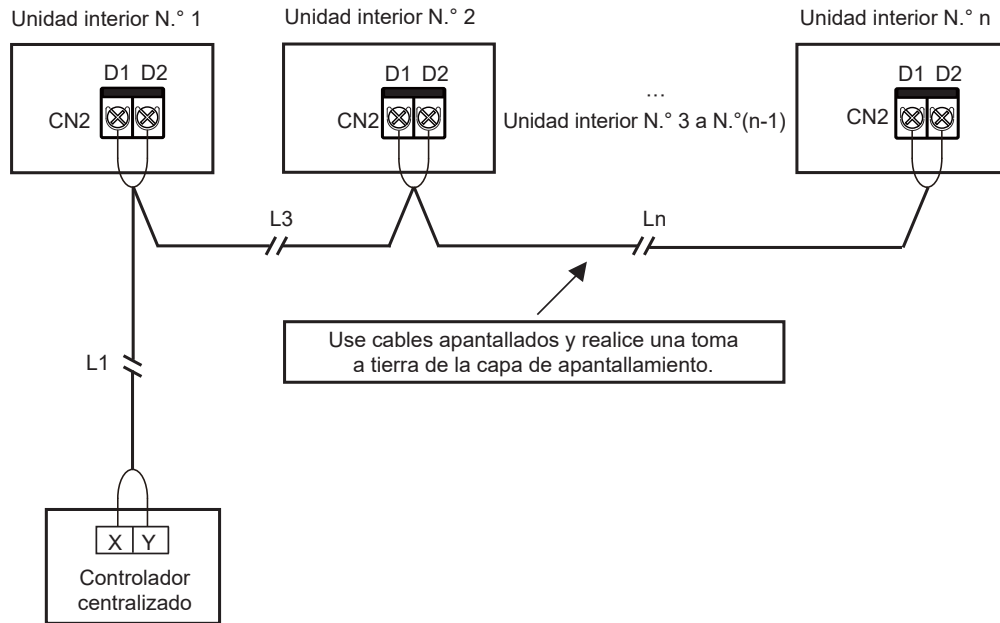 Unidad interior N.° 1
Unidad interior N.° 2
Unidad interior N.° n
D1 D2
D1 D2
D1 D2
CN2
CN2
CN2
...
Unidad interior N.° 3 a N.°(n-1)
L3
Ln
Use cables apantallados y realice una toma
a tierra de la capa de apantallamiento.
L1
X Y
Controlador
centralizado